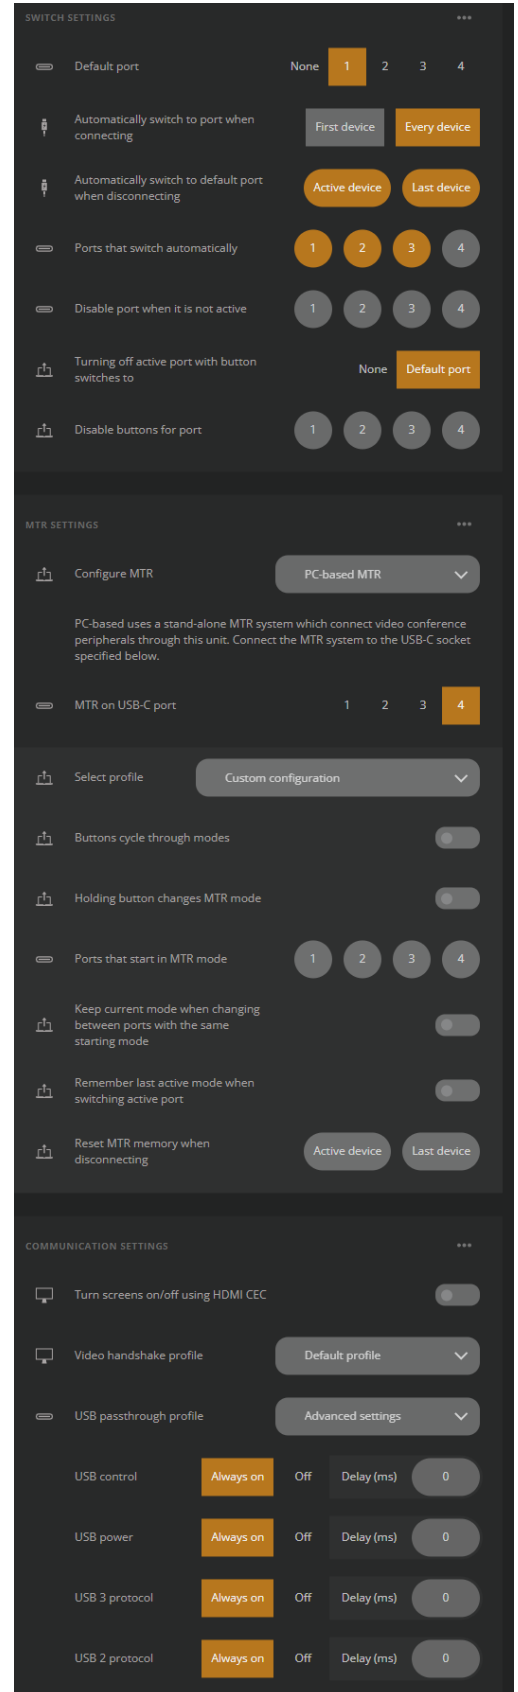 SWITCH SETTINGS
Default port None 1 2 3 4
Automatically switch to port when
connecting
First device Every device
Automatically switch to default port
when disconnecting
Active device Last device
Ports that switch automatically 1 2 3 4
Disable port when it is not active 1 2 3 4
Turning off active port with button
switches to
None Default port
Disable buttons for port 1 2 3 4
MTR SETTINGS
Configure MTR PC-based MTR
PC-based uses a stand-alone MTR system which connect video conference
peripherals through this unit. Connect the MTR system to the USB-C socket
specified below.
MTR on USB-C port 1 2 3 4
Select profile Custom configuration
Buttons cycle through modes
Holding button changes MTR mode
Ports that start in MTR mode 1 2 3 4
Keep current mode when changing
between ports with the same
starting mode
Remember last active mode when
switching active port
Reset MTR memory when
disconnecting
Active device Last device
COMMUNICATION SETTINGS
Turn screens on/off using HDMI CEC
Video handshake profile Default profile
USB passthrough profile Advanced settings
USB control Always on Off Delay (ms) 0
USB power Always on Off Delay (ms) 0
USB 3 protocol Always on Off Delay (ms) 0
USB 2 protocol Always on Off Delay (ms) 0